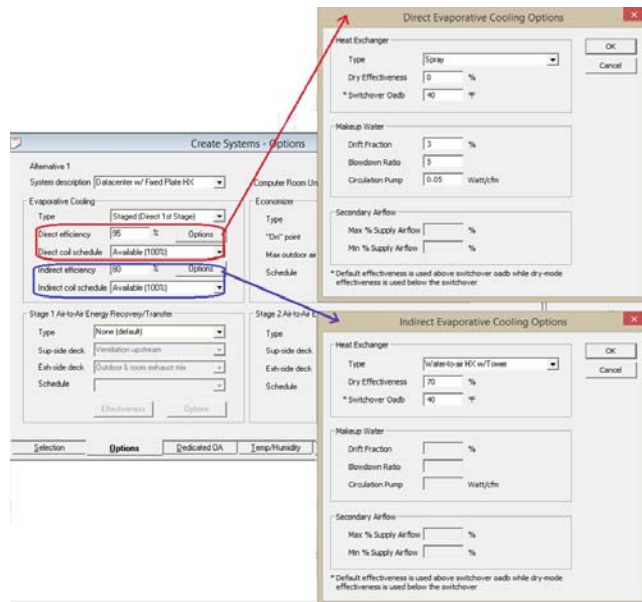 Direct Evaporative Cooling Options
Heat Exchanger
Type Spray
Dry Effectiveness 0 %
* Switchover Oadb 40 °F
OK
Cancel
Makeup Water
Drift Fraction 3 %
Blowdown Ratio 5
Circulation Pump 0.05 Watt/cfm
Secondary Airflow
Max % Supply Airflow %
Min % Supply Airflow %
* Default effectiveness is used above switchover oadb while dry-mode
effectiveness is used below the switchover
Create Systems - Options
Alternative 1
System description Datacenter w/ Fixed Plate HX Computer Room Un
Evaporative Cooling
Type Staged (Direct 1st Stage)
Direct efficiency 95 % Options
Direct coil schedule Available (100%)
Indirect efficiency 80 % Options
Indirect coil schedule Available (100%)
Economizer
Type
"On" point
Max outdoor air
Schedule
Stage 1 Air-to-Air Energy Recovery/Transfer
Type None (default)
Sup-side deck Ventilation upstream
Exh-side deck Outdoor & room exhaust mix
Schedule
Effectiveness Options
Stage 2 Air-to-Air E
Type
Sup-side deck
Exh-side deck
Schedule
Selection Options Dedicated OA Temp/Humidity
Indirect Evaporative Cooling Options
Heat Exchanger
Type Water-to-air HX w/Tower
Dry Effectiveness 70 %
* Switchover Oadb 40 °F
OK
Cancel
Makeup Water
Drift Fraction %
Blowdown Ratio
Circulation Pump Watt/cfm
Secondary Airflow
Max % Supply Airflow %
Min % Supply Airflow %
* Default effectiveness is used above switchover oadb while dry-mode
effectiveness is used below the switchover